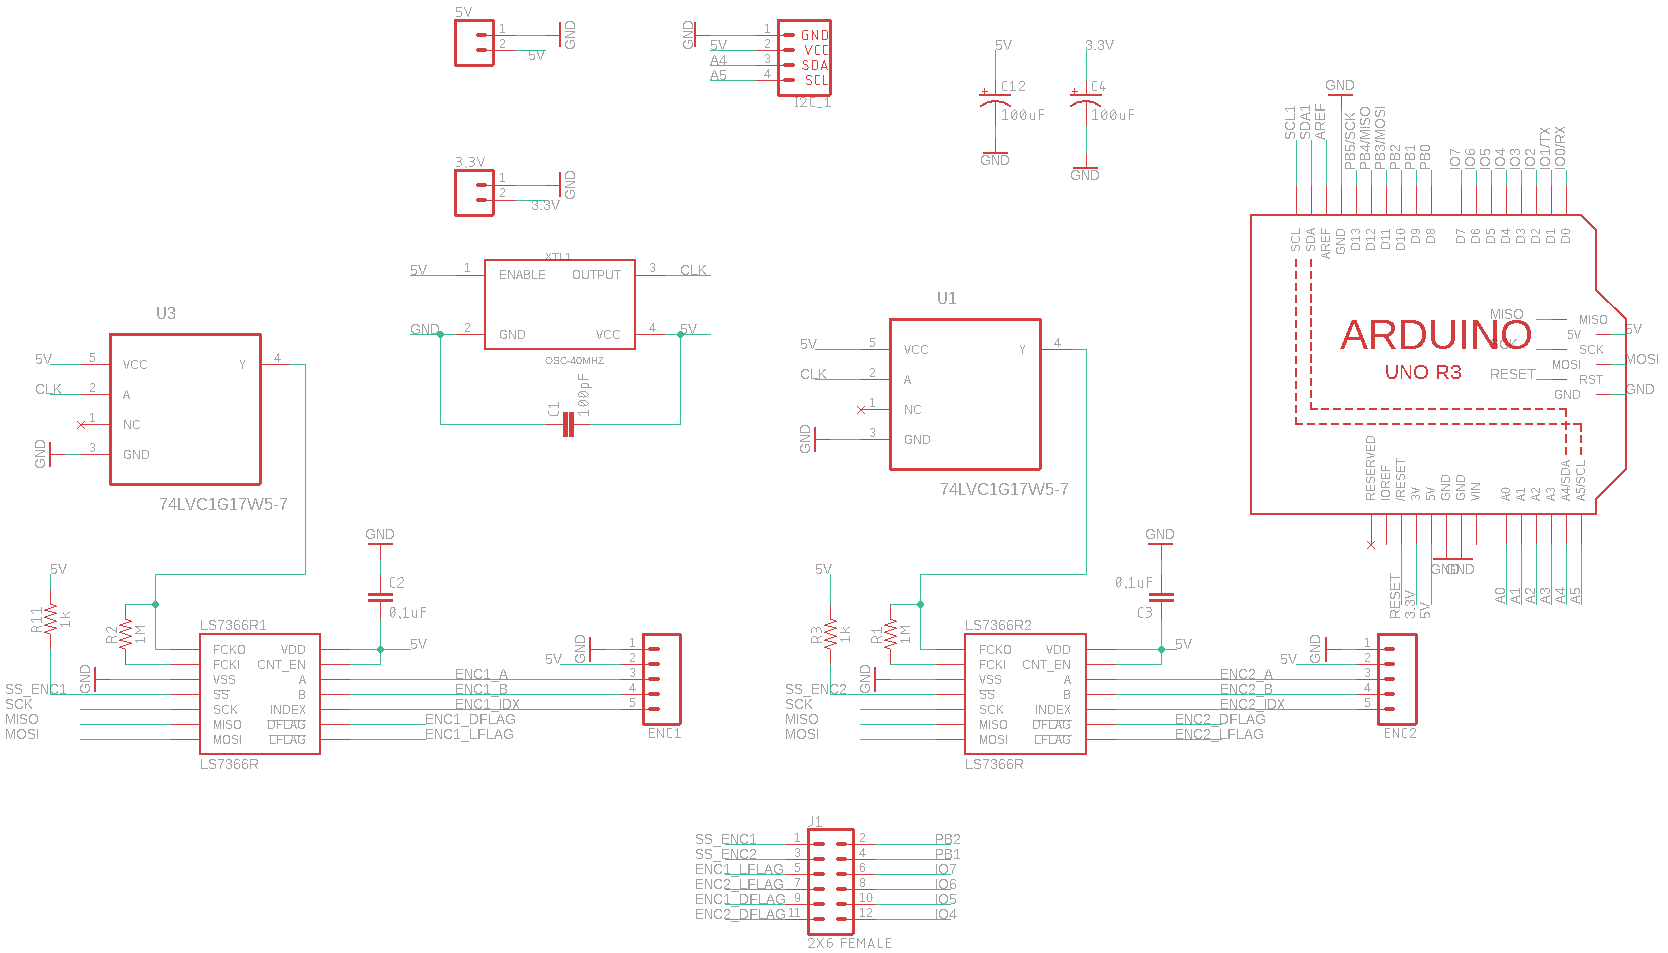 5V
1
2
GND
5V
GND
5V
A4
A5
1
2
3
4
GND
VCC
SDA
SCL
I2C_1
5V
+
C12
100uF
GND
3.3V
+
C4
100uF
GND
3.3V
1
2
GND
3.3V
XTL1
5V
1
ENABLE
OUTPUT
3
CLK
GND
2
GND
VCC
4
5V
OSC-40MHZ
C1
100pF
U3
5V
5
VCC
Y
4
CLK
2
A
1
NC
GND
3
GND
74LVC1G17W5-7
U1
5V
5
VCC
Y
4
CLK
2
A
1
NC
GND
3
GND
74LVC1G17W5-7
GND
SCL1
SDA1
AREF
PB5/SCK
PB4/MISO
PB3/MOSI
PB2
PB1
PB0
IO7
IO6
IO5
IO4
IO3
IO2
IO1/TX
IO0/RX
SCL
SDA
AREF
GND
D13
D12
D11
D10
D9
D8
D7
D6
D5
D4
D3
D2
D1
D0
ARDUINO
UNO R3
MISO
SCK
RESET
MISO
5V
SCK
MOSI
RST
GND
5V
MOSI
GND
RESERVED
IOREF
/RESET
3V
5V
GND
GND
VIN
A0
A1
A2
A3
A4/SDA
A5/SCL
GND
GND
RESET
3.3V
5V
A0
A1
A2
A3
A4
A5
5V
R11
1k
R2
1M
GND
C2
0,1uF
5V
LS7366R1
FCKO
FCKI
VSS
SS
SCK
MISO
MOSI
VDD
CNT_EN
A
B
INDEX
DFLAG
LFLAG
LS7366R
GND
SS_ENC1
SCK
MISO
MOSI
ENC1_A
ENC1_B
ENC1_IDX
ENC1_DFLAG
ENC1_LFLAG
GND
5V
1
2
3
4
5
ENC1
5V
R3
1k
R1
1M
GND
0,1uF
C3
5V
LS7366R2
FCKO
FCKI
VSS
SS
SCK
MISO
MOSI
VDD
CNT_EN
A
B
INDEX
DFLAG
LFLAG
LS7366R
GND
SS_ENC2
SCK
MISO
MOSI
ENC2_A
ENC2_B
ENC2_IDX
ENC2_DFLAG
ENC2_LFLAG
GND
5V
1
2
3
4
5
ENC2
J1
SS_ENC1 1 2 PB2
SS_ENC2 3 4 PB1
ENC1_LFLAG 5 6 IO7
ENC2_LFLAG 7 8 IO6
ENC1_DFLAG 9 10 IO5
ENC2_DFLAG 11 12 IO4
2X6 FEMALE